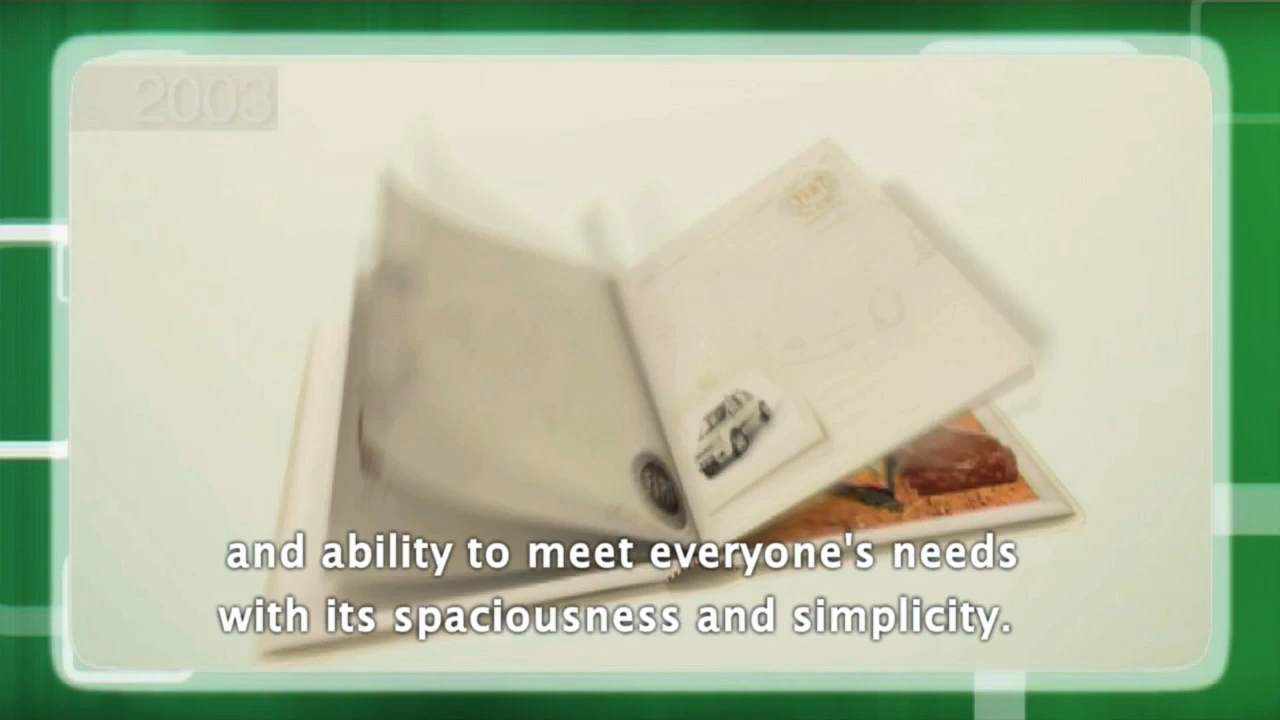 2003
and ability to meet everyone's needs
with its spaciousness and simplicity.